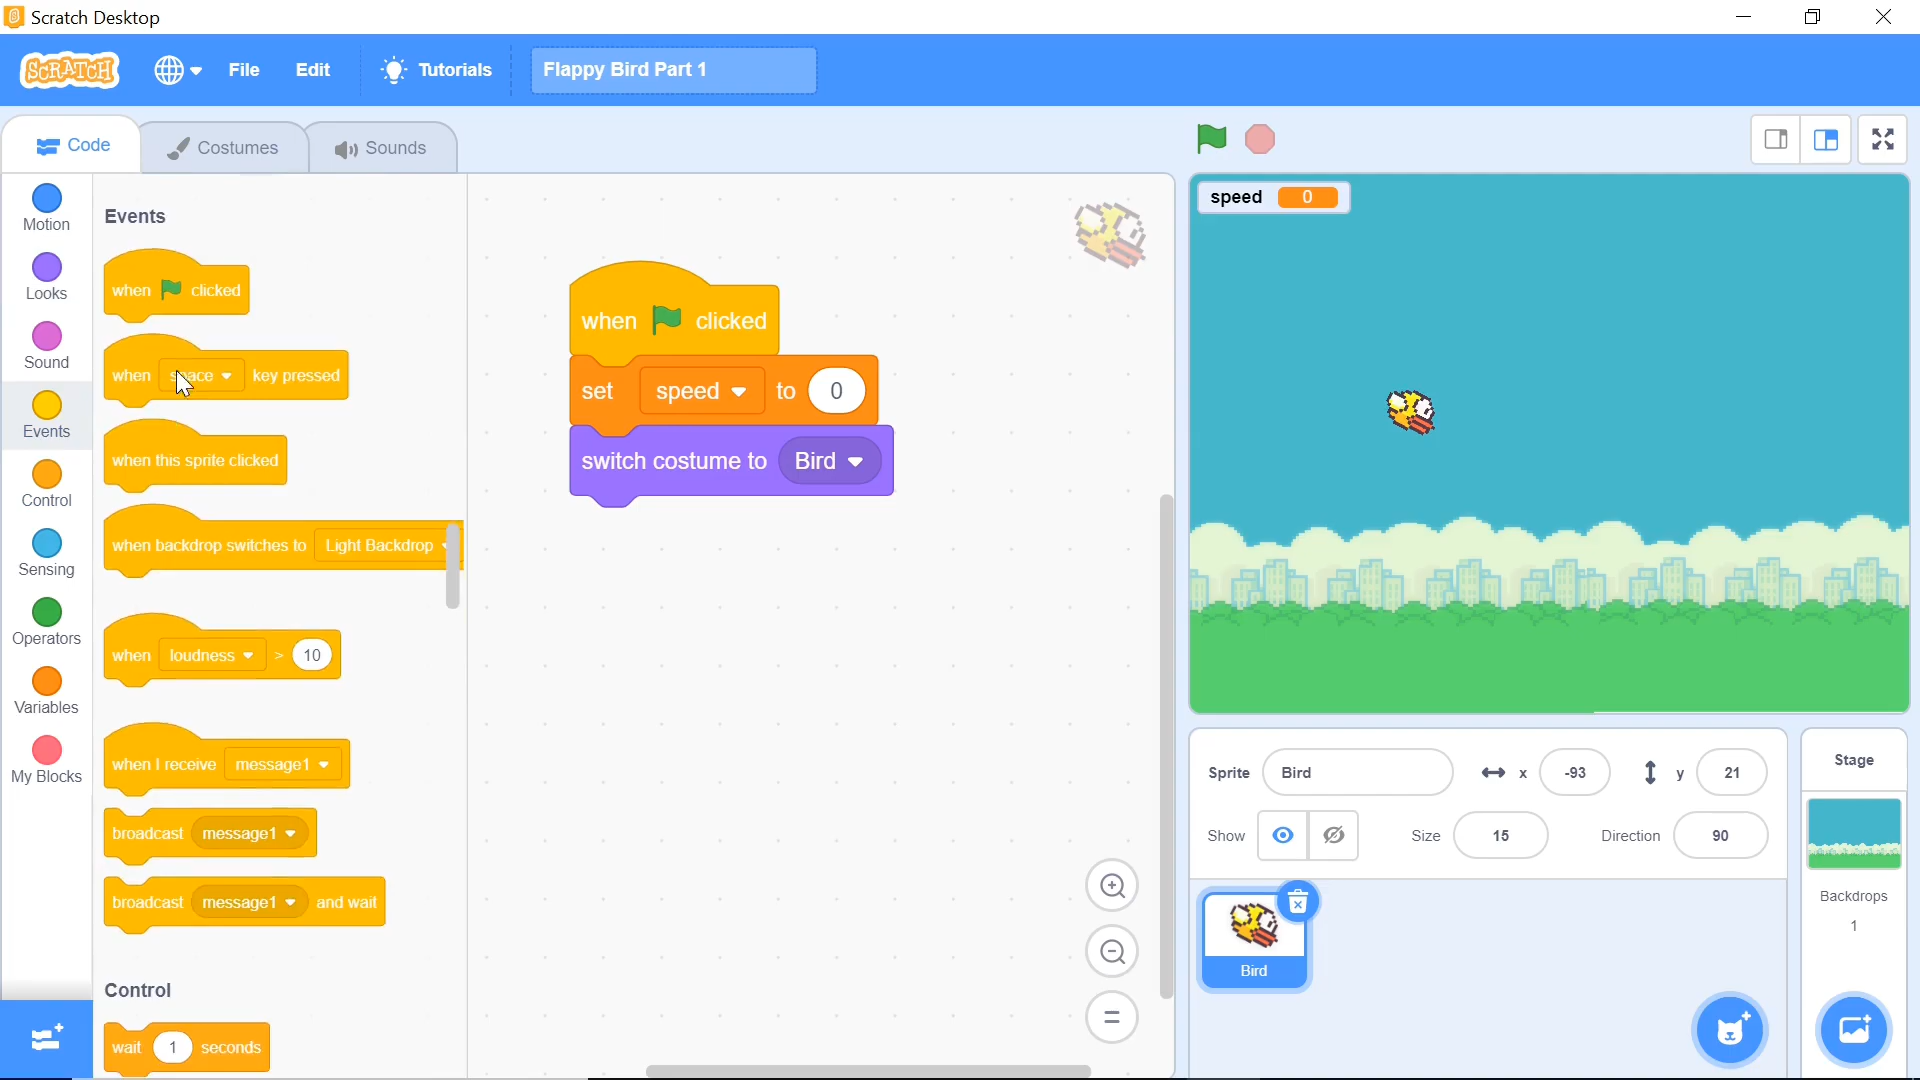 Scratch Desktop
SCRATCH
File
Edit
Tutorials
Flappy Bird Part 1
Code
Costumes
Sounds
Motion
Looks
Sound
Events
Control
Sensing
Operators
Variables
My Blocks
Events
when clicked
when space key pressed
when this sprite clicked
when backdrop switches to Light Backdrop
when loudness > 10
when I receive message1
broadcast message1
broadcast message1 and wait
Control
wait 1 seconds
when clicked
set speed to 0
switch costume to Bird
speed 0
Sprite Bird x -93 y 21
Show Size 15 Direction 90
Bird
Stage
Backdrops
1